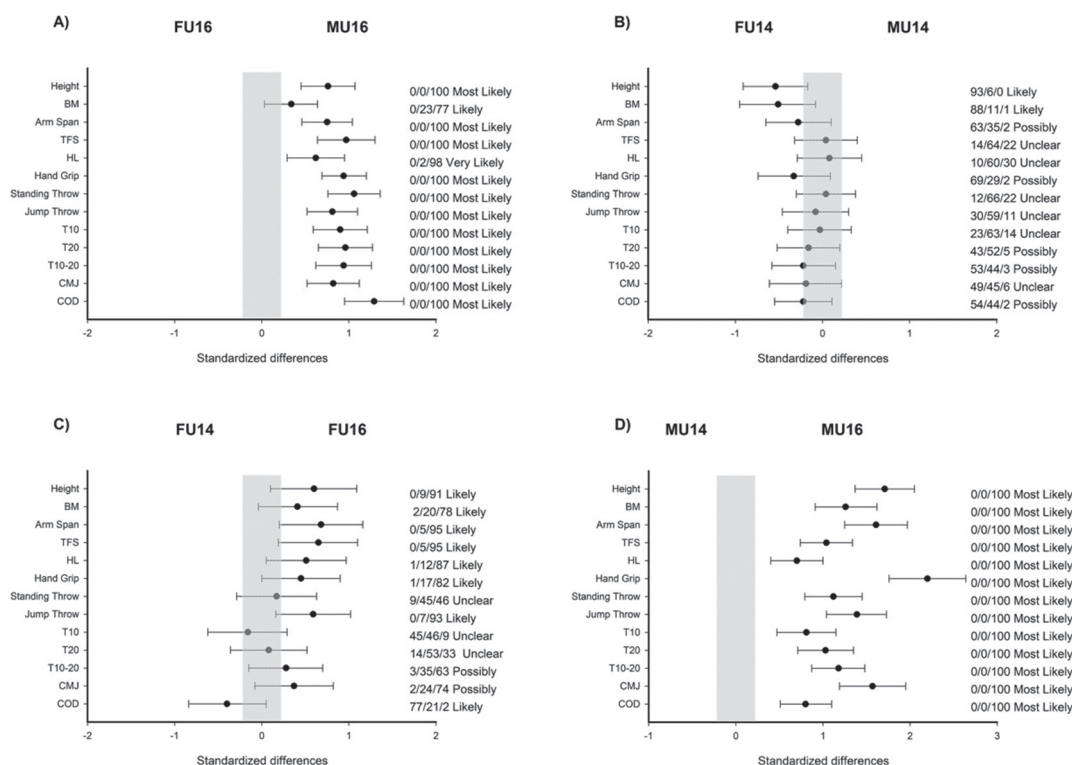 A)
FU16 MU16
Height 0/0/100 Most Likely
BM 0/23/77 Likely
Arm Span 0/0/100 Most Likely
TFS 0/0/100 Most Likely
HL 0/2/98 Very Likely
Hand Grip 0/0/100 Most Likely
Standing Throw 0/0/100 Most Likely
Jump Throw 0/0/100 Most Likely
T10 0/0/100 Most Likely
T20 0/0/100 Most Likely
T10-20 0/0/100 Most Likely
CMJ 0/0/100 Most Likely
COD 0/0/100 Most Likely
-2 -1 0 1 2
Standardized differences
B)
FU14 MU14
Height 93/6/0 Likely
BM 88/11/1 Likely
Arm Span 63/35/2 Possibly
TFS 14/64/22 Unclear
HL 10/60/30 Unclear
Hand Grip 69/29/2 Possibly
Standing Throw 12/66/22 Unclear
Jump Throw 30/59/11 Unclear
T10 23/63/14 Unclear
T20 43/52/5 Possibly
T10-20 53/44/3 Possibly
CMJ 49/45/6 Unclear
COD 54/44/2 Possibly
-2 -1 0 1 2
Standardized differences
C)
FU14 FU16
Height 0/9/91 Likely
BM 2/20/78 Likely
Arm Span 0/5/95 Likely
TFS 0/5/95 Likely
HL 1/12/87 Likely
Hand Grip 1/17/82 Likely
Standing Throw 9/45/46 Unclear
Jump Throw 0/7/93 Likely
T10 45/46/9 Unclear
T20 14/53/33 Unclear
T10-20 3/35/63 Possibly
CMJ 2/24/74 Possibly
COD 77/21/2 Likely
-2 -1 0 1 2
Standardized differences
D)
MU14 MU16
Height 0/0/100 Most Likely
BM 0/0/100 Most Likely
Arm Span 0/0/100 Most Likely
TFS 0/0/100 Most Likely
HL 0/0/100 Most Likely
Hand Grip 0/0/100 Most Likely
Standing Throw 0/0/100 Most Likely
Jump Throw 0/0/100 Most Likely
T10 0/0/100 Most Likely
T20 0/0/100 Most Likely
T10-20 0/0/100 Most Likely
CMJ 0/0/100 Most Likely
COD 0/0/100 Most Likely
-1 0 1 2 3
Standardized differences